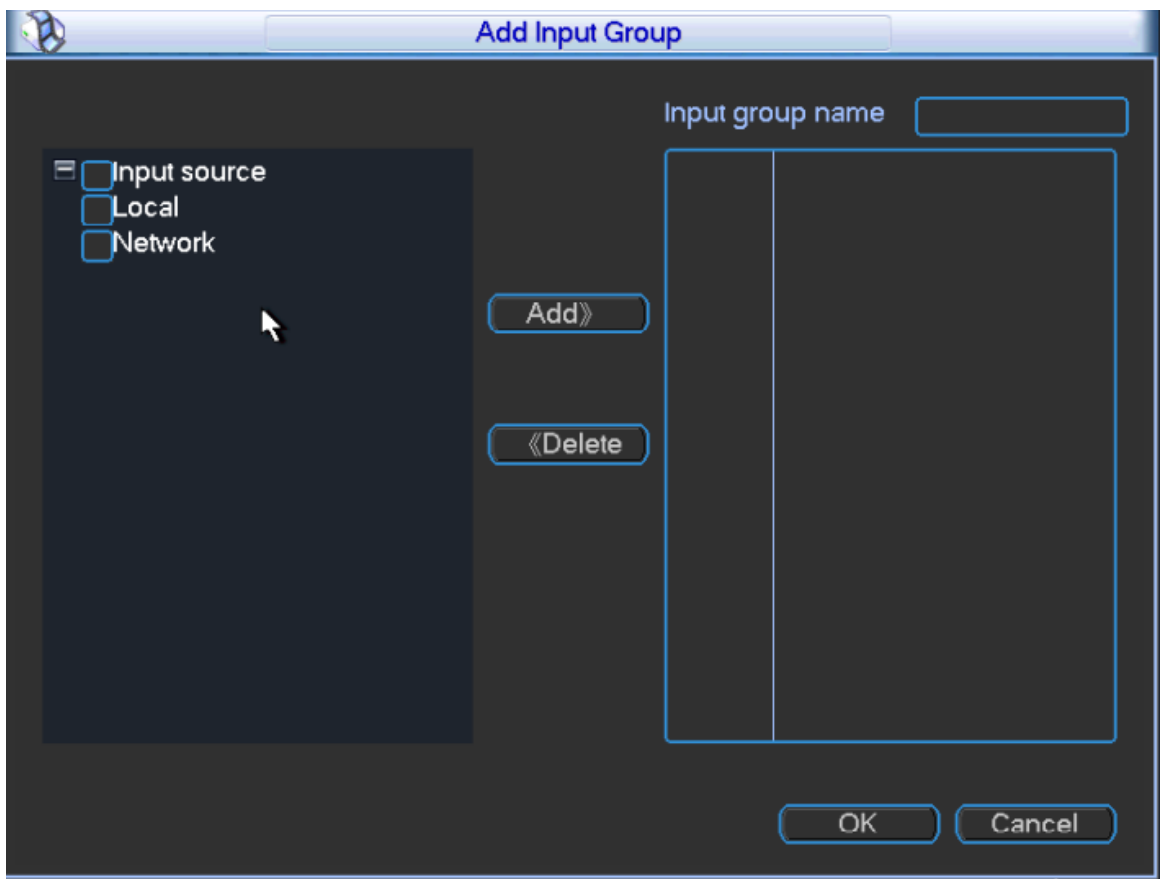 Add Input Group
Input group name
Input source
Local
Network
Add》
《Delete
OK
Cancel